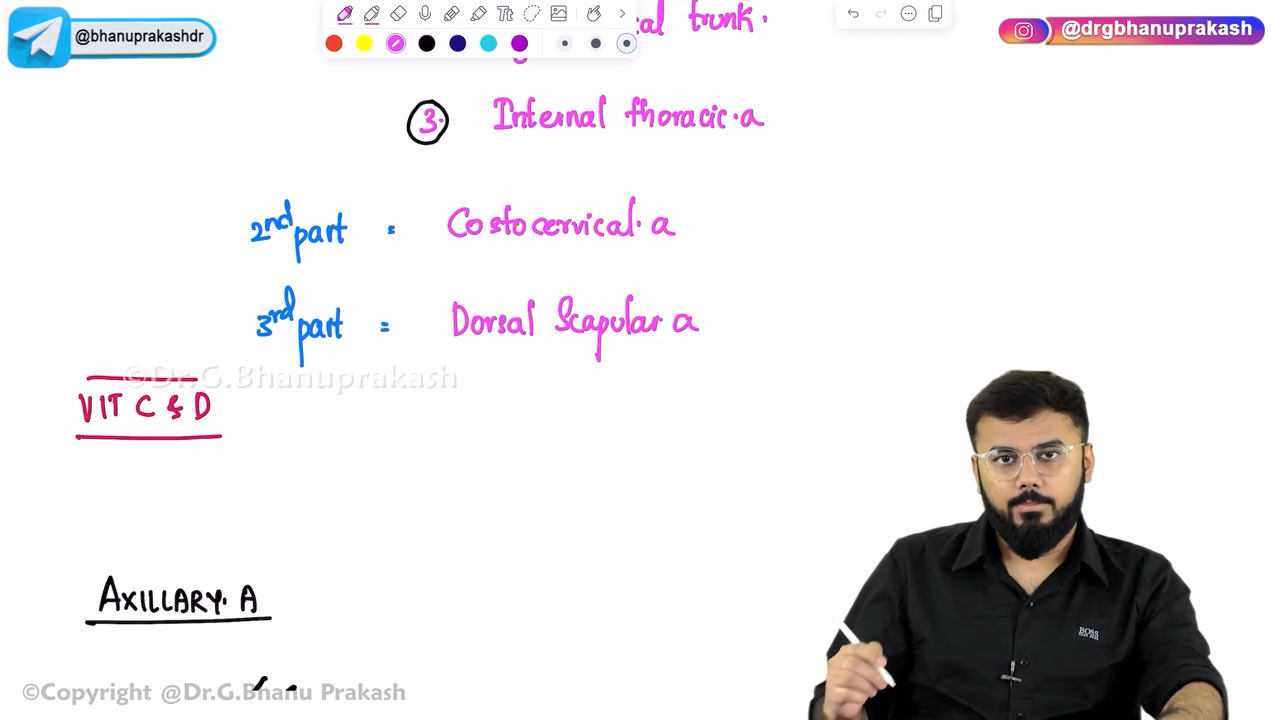 @bhanuprakashdr
Tt
trunk.
@drgbhanuprakash
3. Internal thoracic.a
2nd part = Costocervical.a
3rd part = Dorsal Scapular.a
©Dr.G.Bhanuprakash
VIT C & D
AXILLARY. A
BOSS
©Copyright @Dr.G.Bhanu Prakash